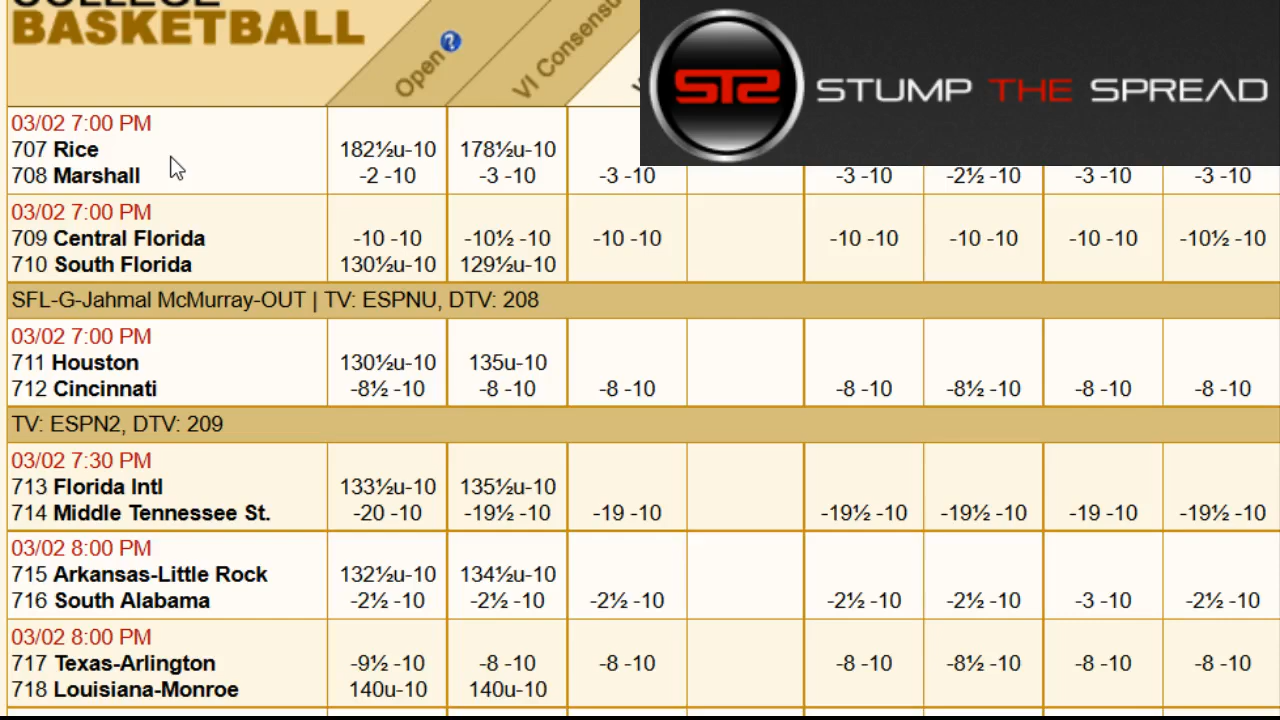 COLLEGE
BASKETBALL
Open ?
VI Consensu
STS STUMP THE SPREAD
03/02 7:00 PM
707 Rice 182½u-10 178½u-10
708 Marshall -2 -10 -3 -10 -3 -10 -3 -10 -2½ -10 -3 -10 -3 -10
03/02 7:00 PM
709 Central Florida -10 -10 -10½ -10 -10 -10 -10 -10 -10 -10 -10 -10 -10½ -10
710 South Florida 130½u-10 129½u-10
SFL-G-Jahmal McMurray-OUT | TV: ESPNU, DTV: 208
03/02 7:00 PM
711 Houston 130½u-10 135u-10
712 Cincinnati -8½ -10 -8 -10 -8 -10 -8 -10 -8½ -10 -8 -10 -8 -10
TV: ESPN2, DTV: 209
03/02 7:30 PM
713 Florida Intl 133½u-10 135½u-10
714 Middle Tennessee St. -20 -10 -19½ -10 -19 -10 -19½ -10 -19½ -10 -19 -10 -19½ -10
03/02 8:00 PM
715 Arkansas-Little Rock 132½u-10 134½u-10
716 South Alabama -2½ -10 -2½ -10 -2½ -10 -2½ -10 -2½ -10 -3 -10 -2½ -10
03/02 8:00 PM
717 Texas-Arlington -9½ -10 -8 -10 -8 -10 -8 -10 -8½ -10 -8 -10 -8 -10
718 Louisiana-Monroe 140u-10 140u-10